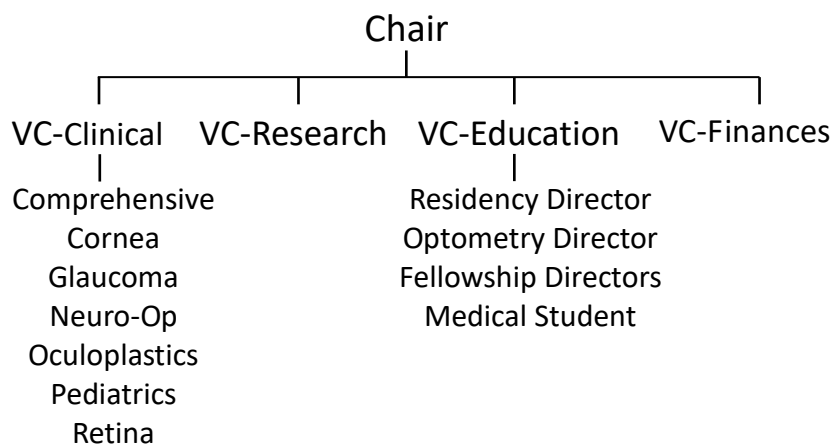 Chair
VC-Clinical
VC-Research
VC-Education
VC-Finances
Comprehensive
Cornea
Glaucoma
Neuro-Op
Oculoplastics
Pediatrics
Retina
Residency Director
Optometry Director
Fellowship Directors
Medical Student